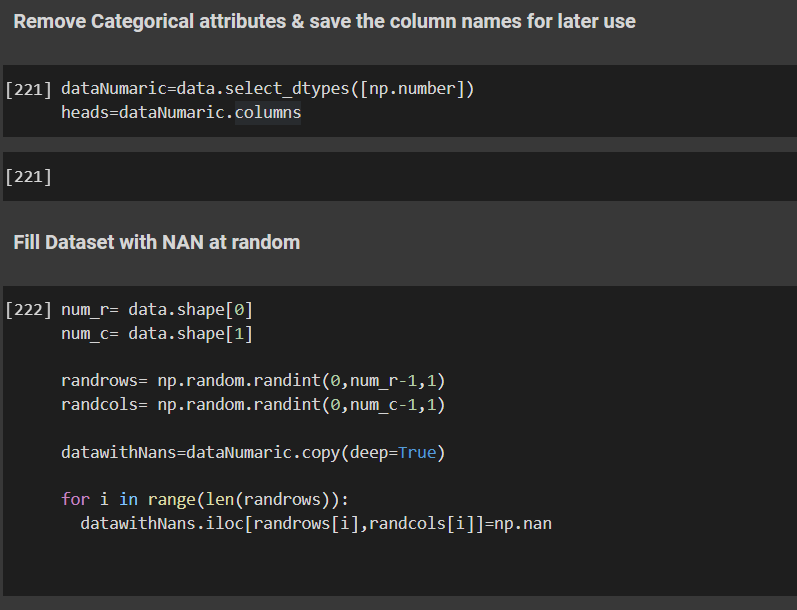 Remove Categorical attributes & save the column names for later use
[221] dataNumaric=data.select_dtypes([np.number])
heads=dataNumaric.columns
[221]
Fill Dataset with NAN at random
[222] num_r= data.shape[0]
num_c= data.shape[1]
randrows= np.random.randint(0,num_r-1,1)
randcols= np.random.randint(0,num_c-1,1)
datawithNans=dataNumaric.copy(deep=True)
for i in range(len(randrows)):
  datawithNans.iloc[randrows[i],randcols[i]]=np.nan